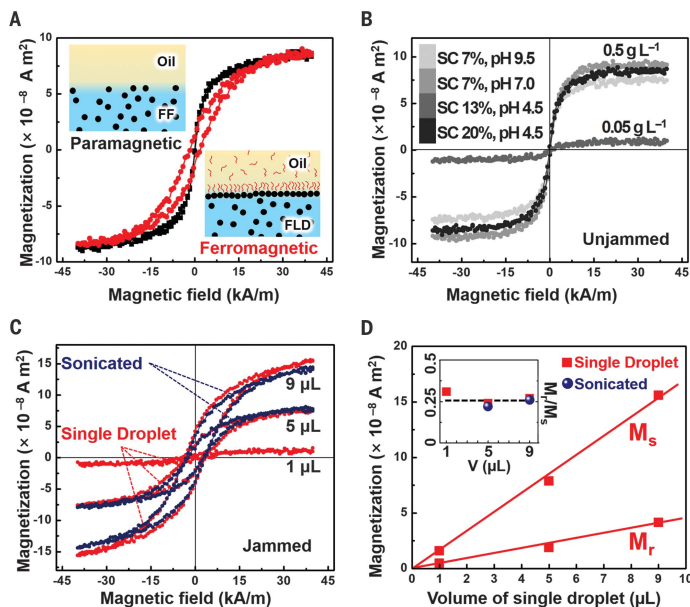 A
Magnetization (× 10⁻⁸ A m²)
10
5
0
-5
-10
-45 -30 -15 0 15 30 45
Magnetic field (kA/m)
Oil
FF
Paramagnetic
Oil
FLD
Ferromagnetic
B
Magnetization (× 10⁻⁸ A m²)
10
5
0
-5
-10
-45 -30 -15 0 15 30 45
Magnetic field (kA/m)
SC 7%, pH 9.5
SC 7%, pH 7.0
SC 13%, pH 4.5
SC 20%, pH 4.5
0.5 g L⁻¹
0.05 g L⁻¹
Unjammed
C
Magnetization (× 10⁻⁸ A m²)
15
10
5
0
-5
-10
-15
-45 -30 -15 0 15 30 45
Magnetic field (kA/m)
Sonicated
9 µL
5 µL
Single Droplet
1 µL
Jammed
D
Magnetization (× 10⁻⁸ A m²)
20
15
10
5
0
0 1 2 3 4 5 6 7 8 9 10
Volume of single droplet (µL)
0.5
0.25
0
1 5 9
V (µL)
Mᵣ/Mₛ
Single Droplet
Sonicated
Mₛ
Mᵣ